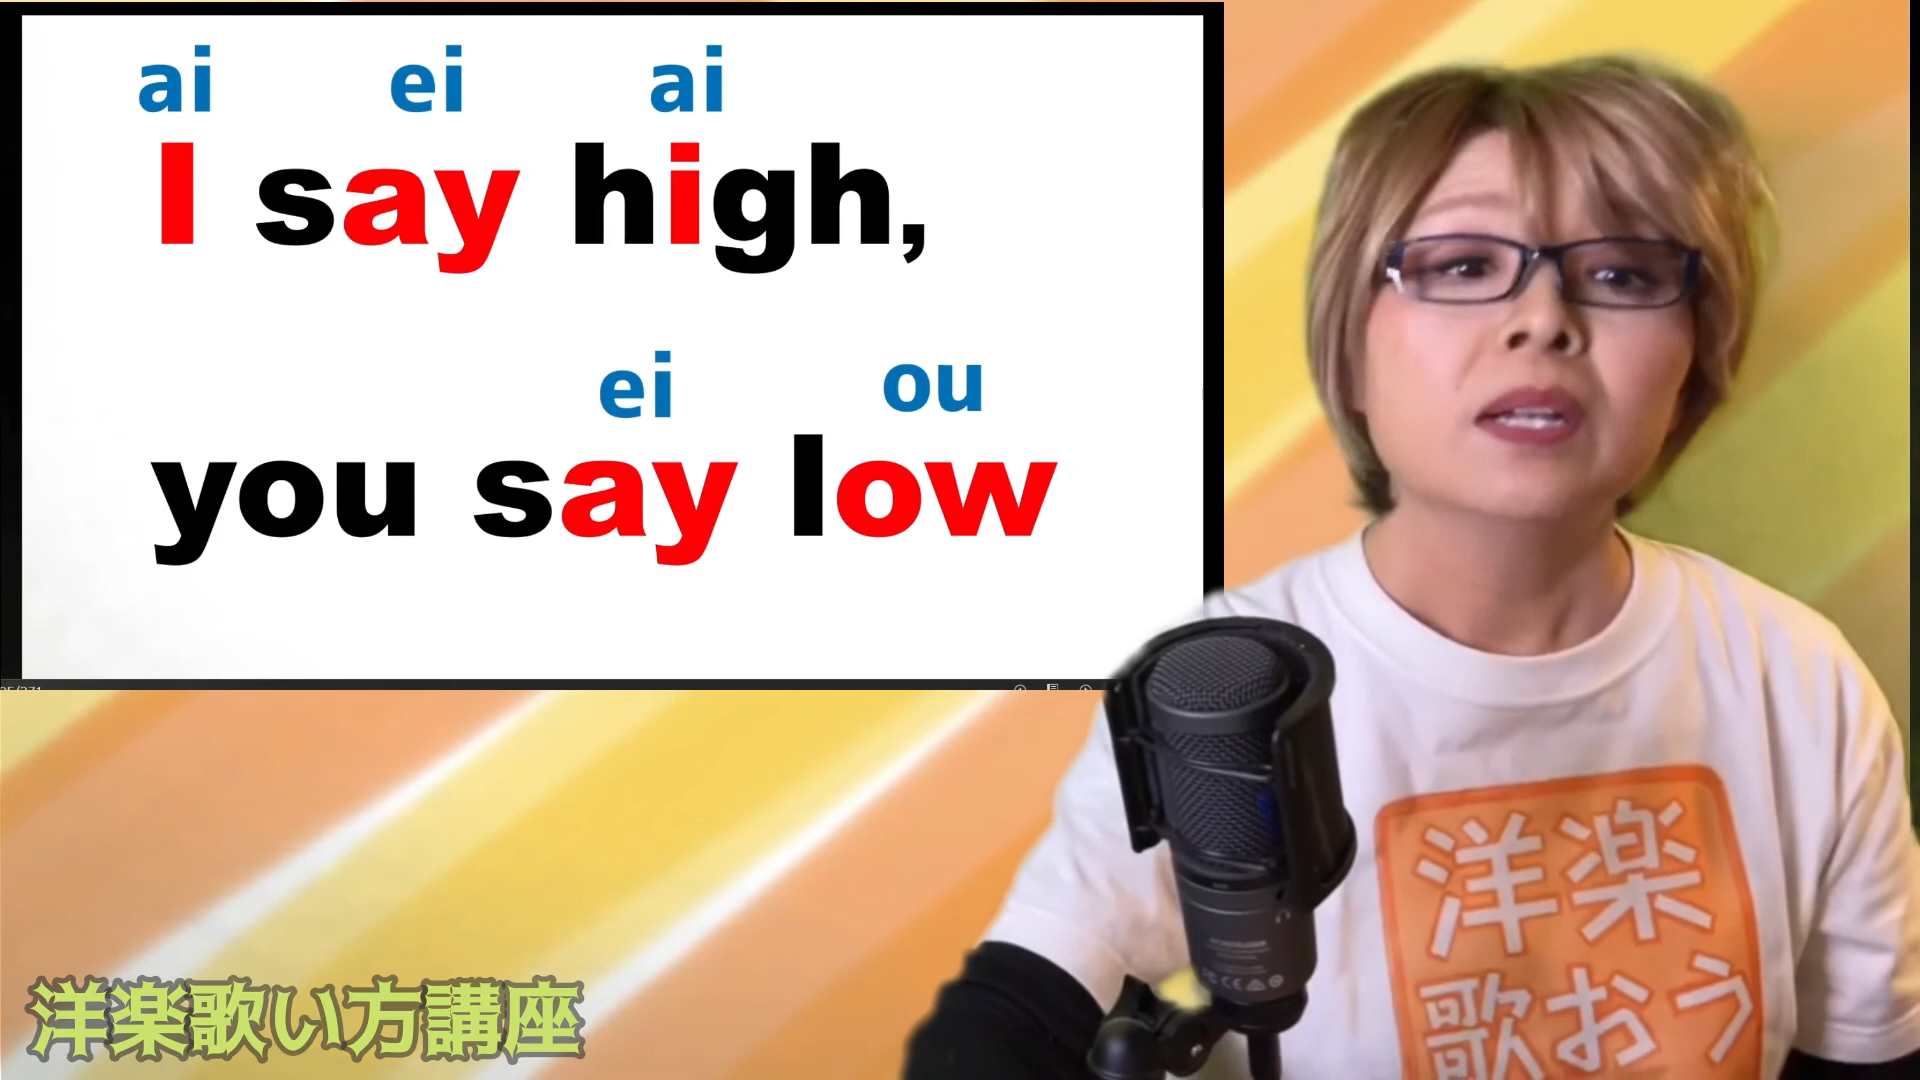 ai ei ai
I say high,
ei ou
you say low
洋楽
歌おう
洋楽歌い方講座